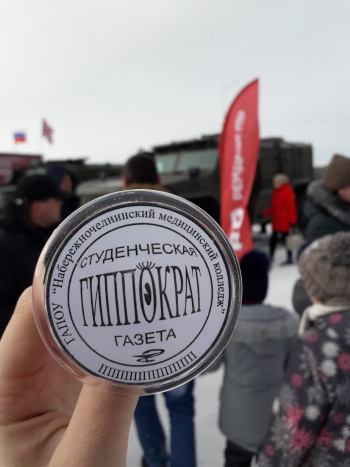 ГАПОУ "Набережночелнинский медицинский колледж"
СТУДЕНЧЕСКАЯ
ГИППОКРАТ
ГАЗЕТА